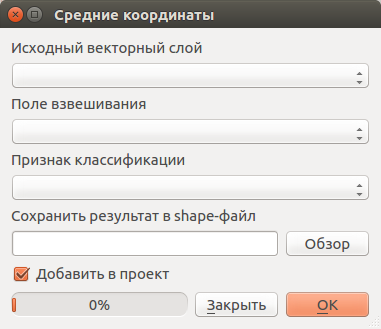 Средние координаты
Исходный векторный слой
Поле взвешивания
Признак классификации
Сохранить результат в shape-файл
Обзор
Добавить в проект
0% Закрыть OK